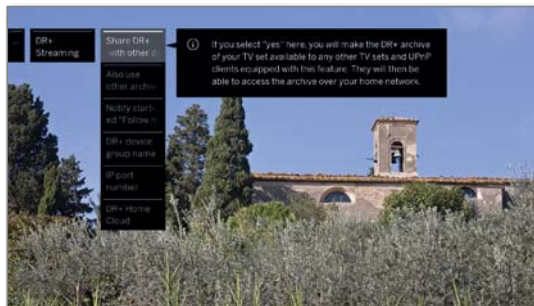 DR+
Streaming
Share DR+
with other
Also use
other
Notify start-
ed "Follow
DR+ device
group name
IP port
number
DR+ Home
Cloud
If you select "yes" here, you will make the DR+ archive
of your TV set available to any other TV sets and UPnP
clients equipped with this feature. They will then be
able to access the archive over your home network.